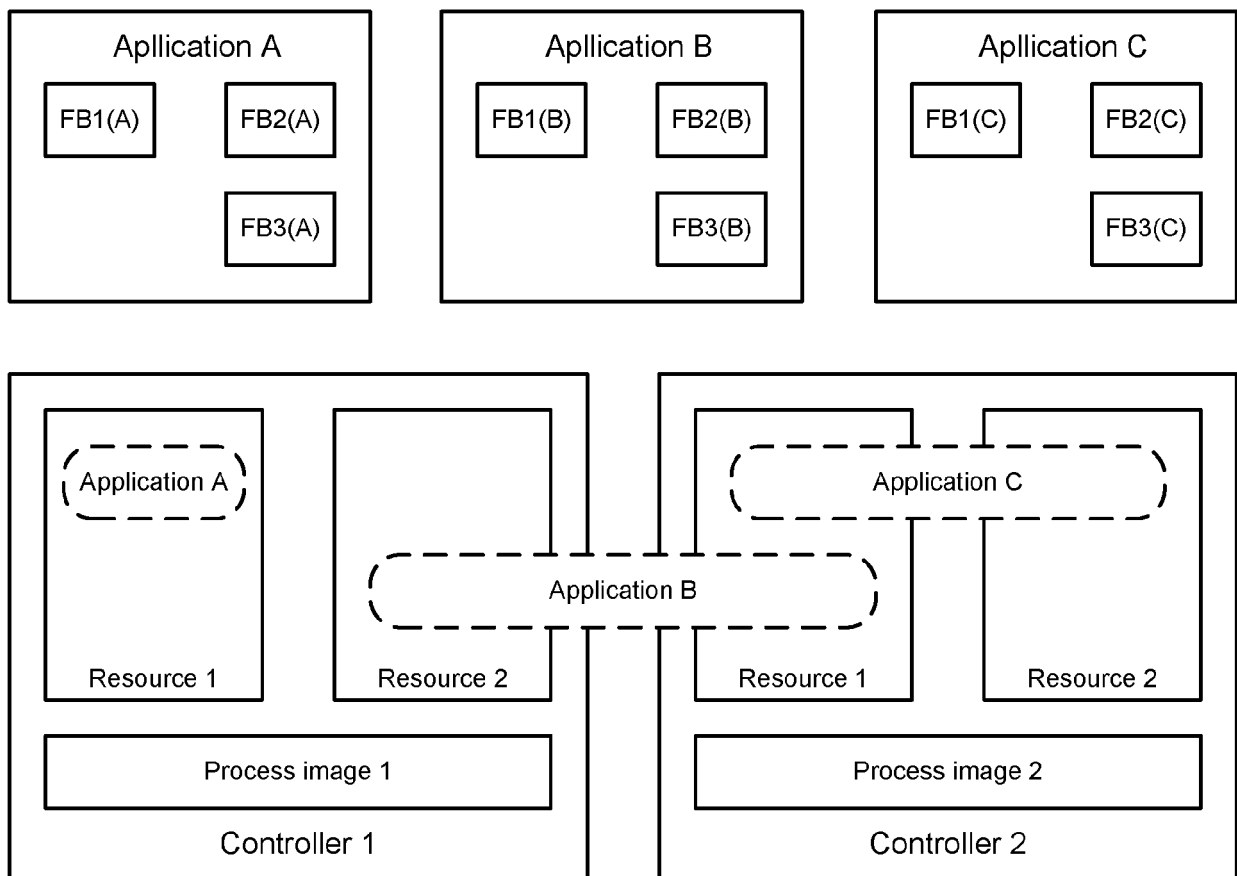 Apllication A
Apllication B
Apllication C
FB1(A)
FB2(A)
FB1(B)
FB2(B)
FB1(C)
FB2(C)
FB3(A)
FB3(B)
FB3(C)
Application A
Application C
Application B
Resource 1
Resource 2
Resource 1
Resource 2
Process image 1
Process image 2
Controller 1
Controller 2